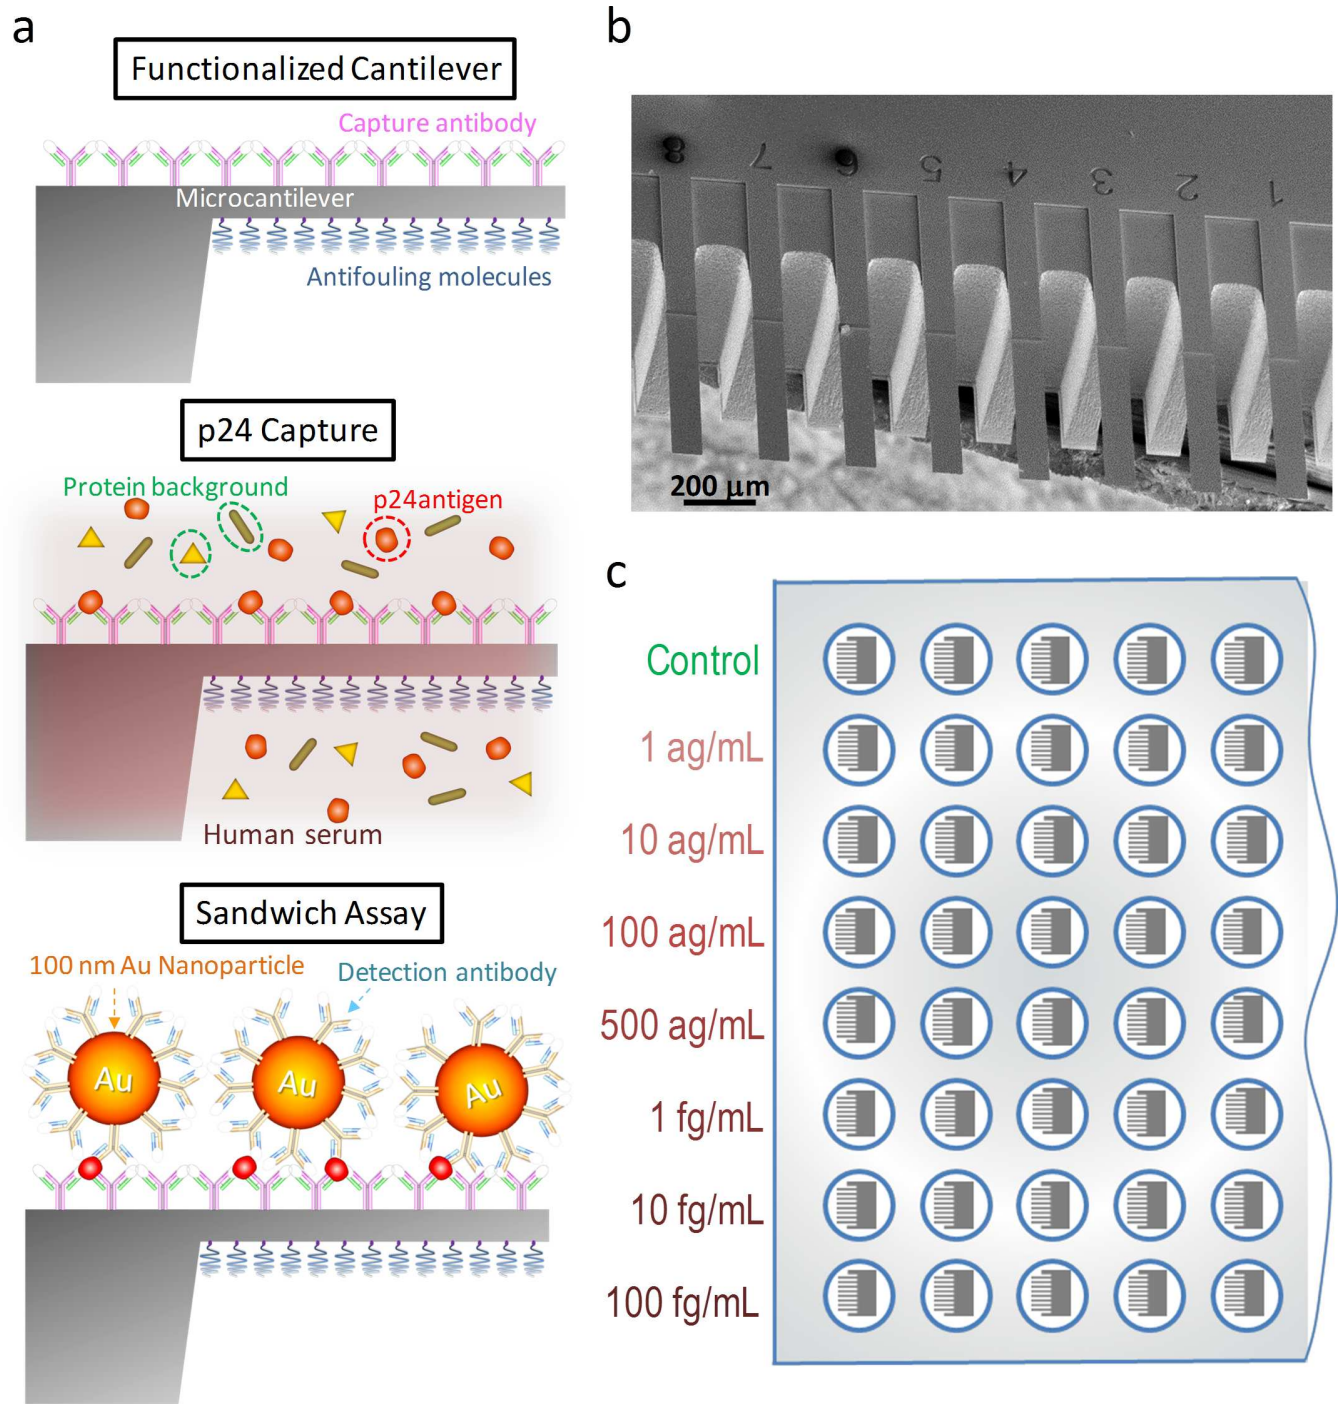 a
Functionalized Cantilever
Capture antibody
Microcantilever
Antifouling molecules
p24 Capture
Protein background
p24antigen
Human serum
Sandwich Assay
100 nm Au Nanoparticle
Detection antibody
Au
Au
Au
b
8 7 6 5 4 3 2 1
200 µm
c
Control
1 ag/mL
10 ag/mL
100 ag/mL
500 ag/mL
1 fg/mL
10 fg/mL
100 fg/mL